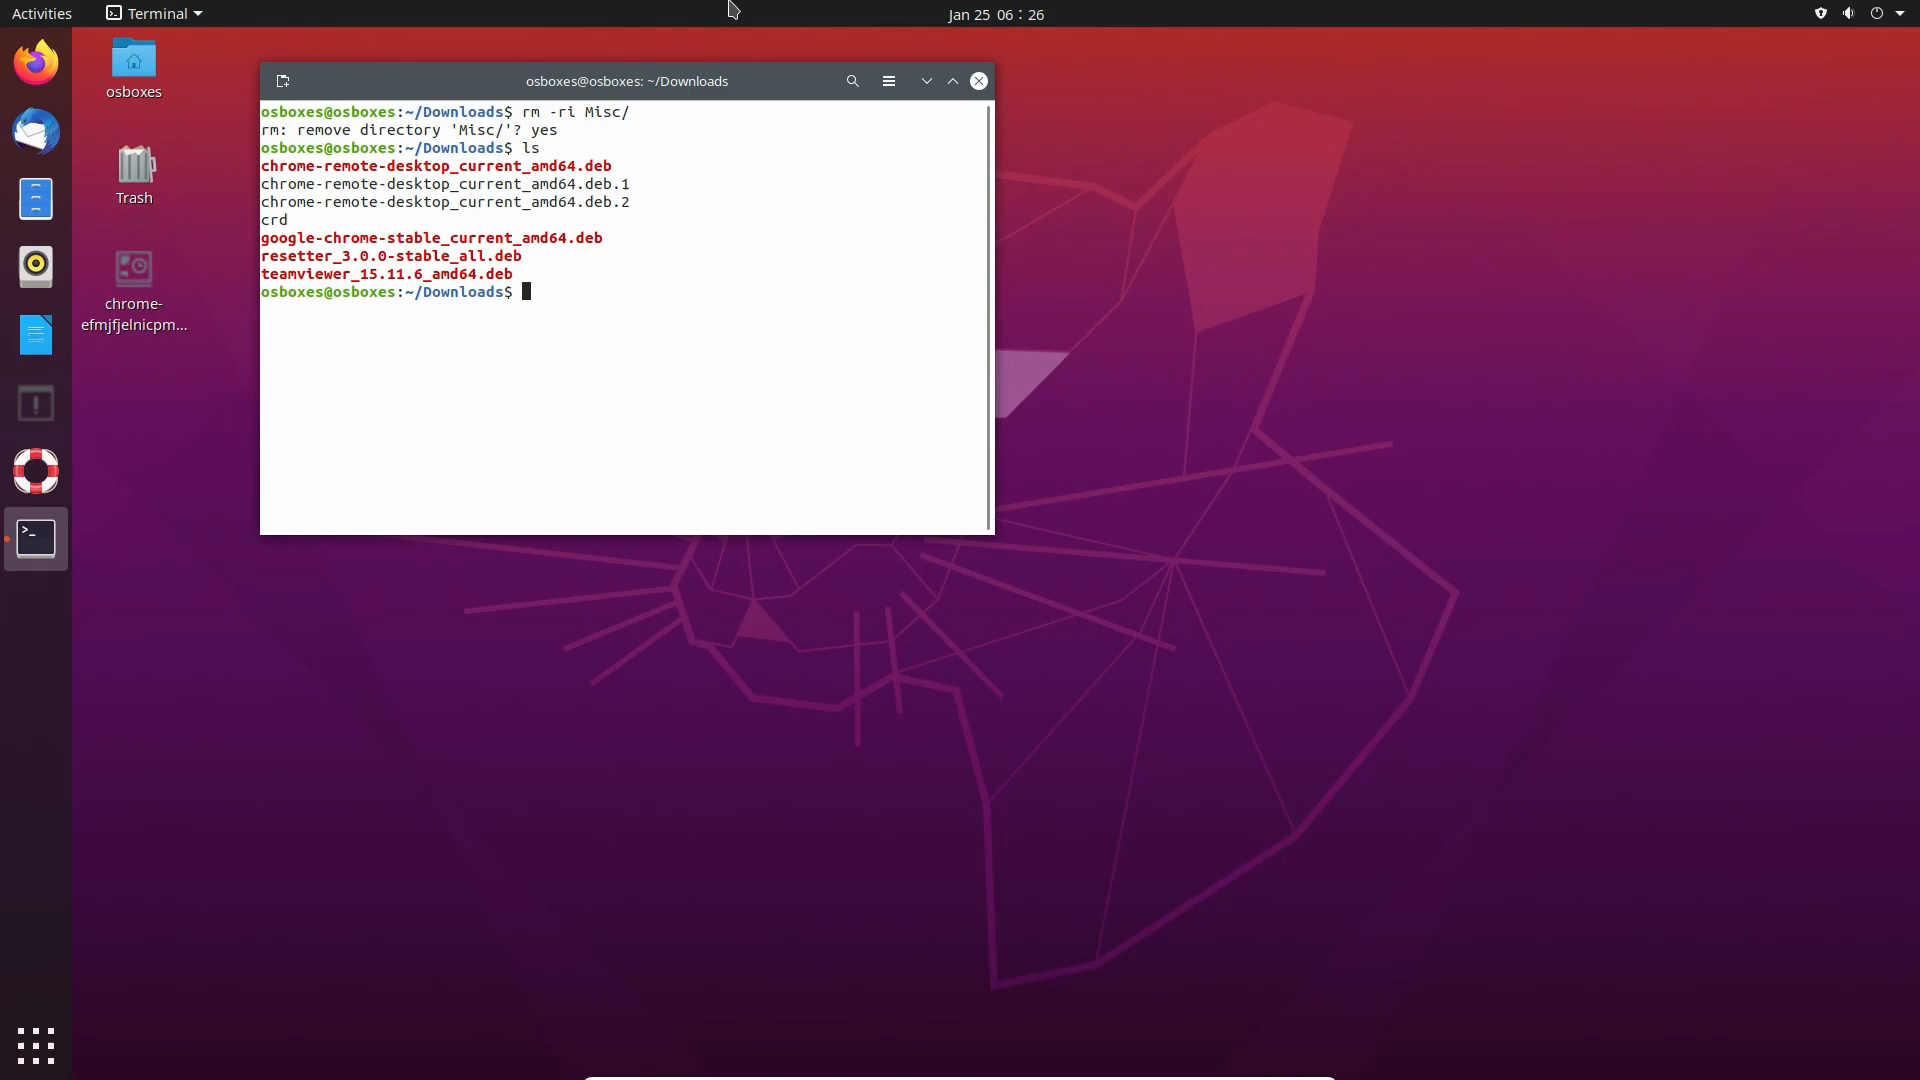 Activities
Terminal
Jan 25 06:26
osboxes
Trash
chrome-
efmjfjelnicpm...
osboxes@osboxes: ~/Downloads
osboxes@osboxes:~/Downloads$ rm -ri Misc/
rm: remove directory 'Misc/'? yes
osboxes@osboxes:~/Downloads$ ls
chrome-remote-desktop_current_amd64.deb
chrome-remote-desktop_current_amd64.deb.1
chrome-remote-desktop_current_amd64.deb.2
crd
google-chrome-stable_current_amd64.deb
resetter_3.0.0-stable_all.deb
teamviewer_15.11.6_amd64.deb
osboxes@osboxes:~/Downloads$